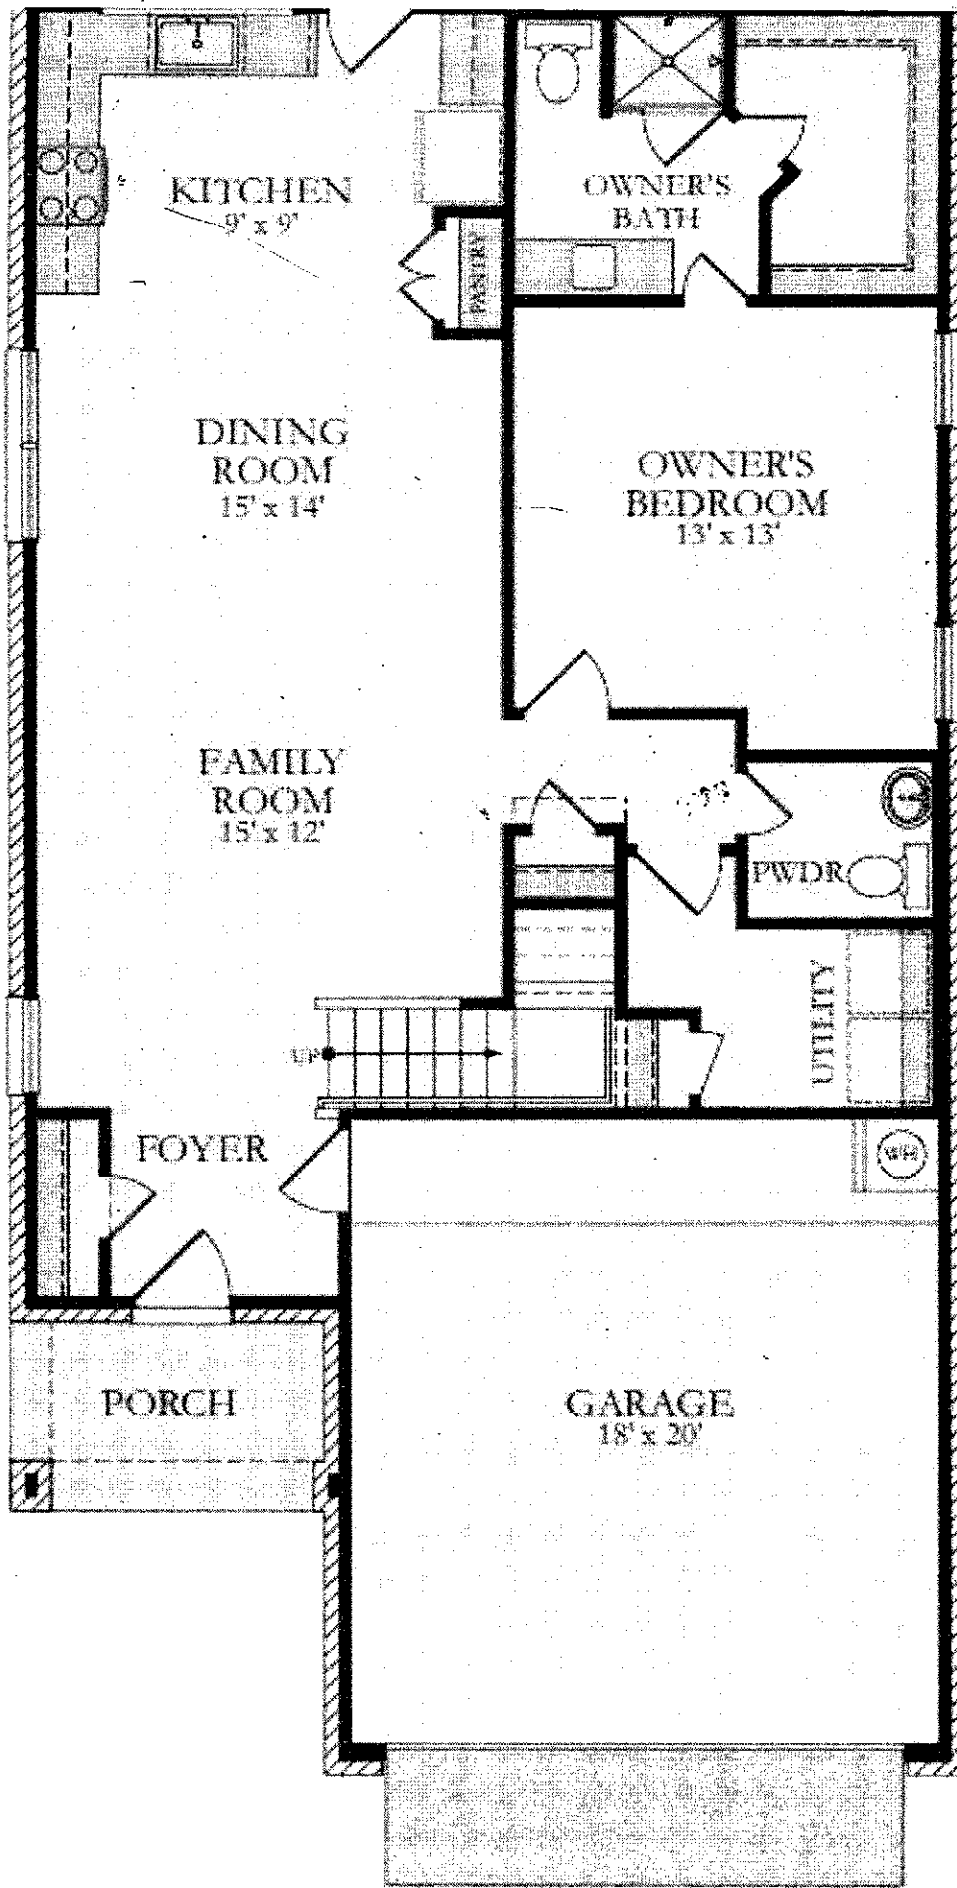 KITCHEN
9' x 9'
PANTRY
OWNER'S
BATH
DINING
ROOM
15' x 14'
OWNER'S
BEDROOM
13' x 13'
FAMILY
ROOM
15' x 12'
PWDR
UTILITY
UP
FOYER
WH
PORCH
GARAGE
18' x 20'